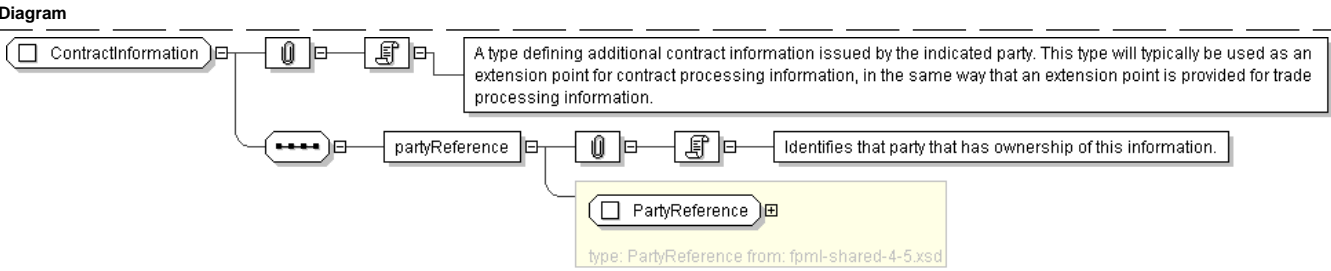 Diagram
ContractInformation
A type defining additional contract information issued by the indicated party. This type will typically be used as an
extension point for contract processing information, in the same way that an extension point is provided for trade
processing information.
partyReference
Identifies that party that has ownership of this information.
PartyReference
type: PartyReference from: fpml-shared-4-5.xsd